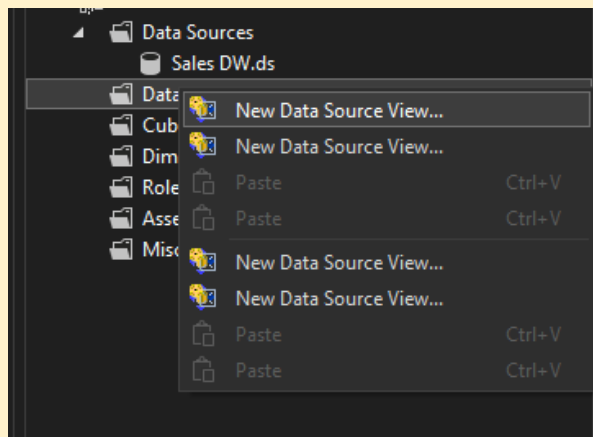 Data Sources
Sales DW.ds
Data
New Data Source View...
Cub
New Data Source View...
Dim
Role
Paste Ctrl+V
Asse
Paste Ctrl+V
Misc
New Data Source View...
New Data Source View...
Paste Ctrl+V
Paste Ctrl+V